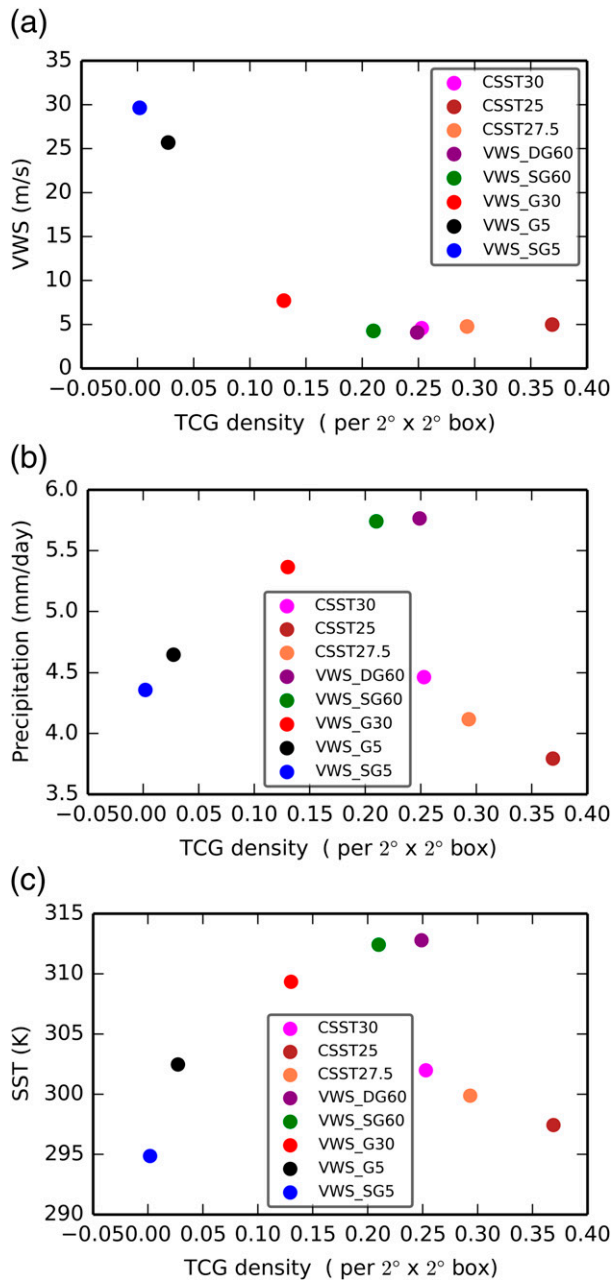 (a)
35
30
25
20
15
10
5
0
VWS (m/s)
CSST30
CSST25
CSST27.5
VWS_DG60
VWS_SG60
VWS_G30
VWS_G5
VWS_SG5
−0.050.00 0.05 0.10 0.15 0.20 0.25 0.30 0.35 0.40
TCG density ( per 2° x 2° box)
(b)
6.0
5.5
5.0
4.5
4.0
3.5
Precipitation (mm/day)
CSST30
CSST25
CSST27.5
VWS_DG60
VWS_SG60
VWS_G30
VWS_G5
VWS_SG5
−0.050.00 0.05 0.10 0.15 0.20 0.25 0.30 0.35 0.40
TCG density ( per 2° x 2° box)
(c)
315
310
305
300
295
290
SST (K)
CSST30
CSST25
CSST27.5
VWS_DG60
VWS_SG60
VWS_G30
VWS_G5
VWS_SG5
−0.050.00 0.05 0.10 0.15 0.20 0.25 0.30 0.35 0.40
TCG density ( per 2° x 2° box)